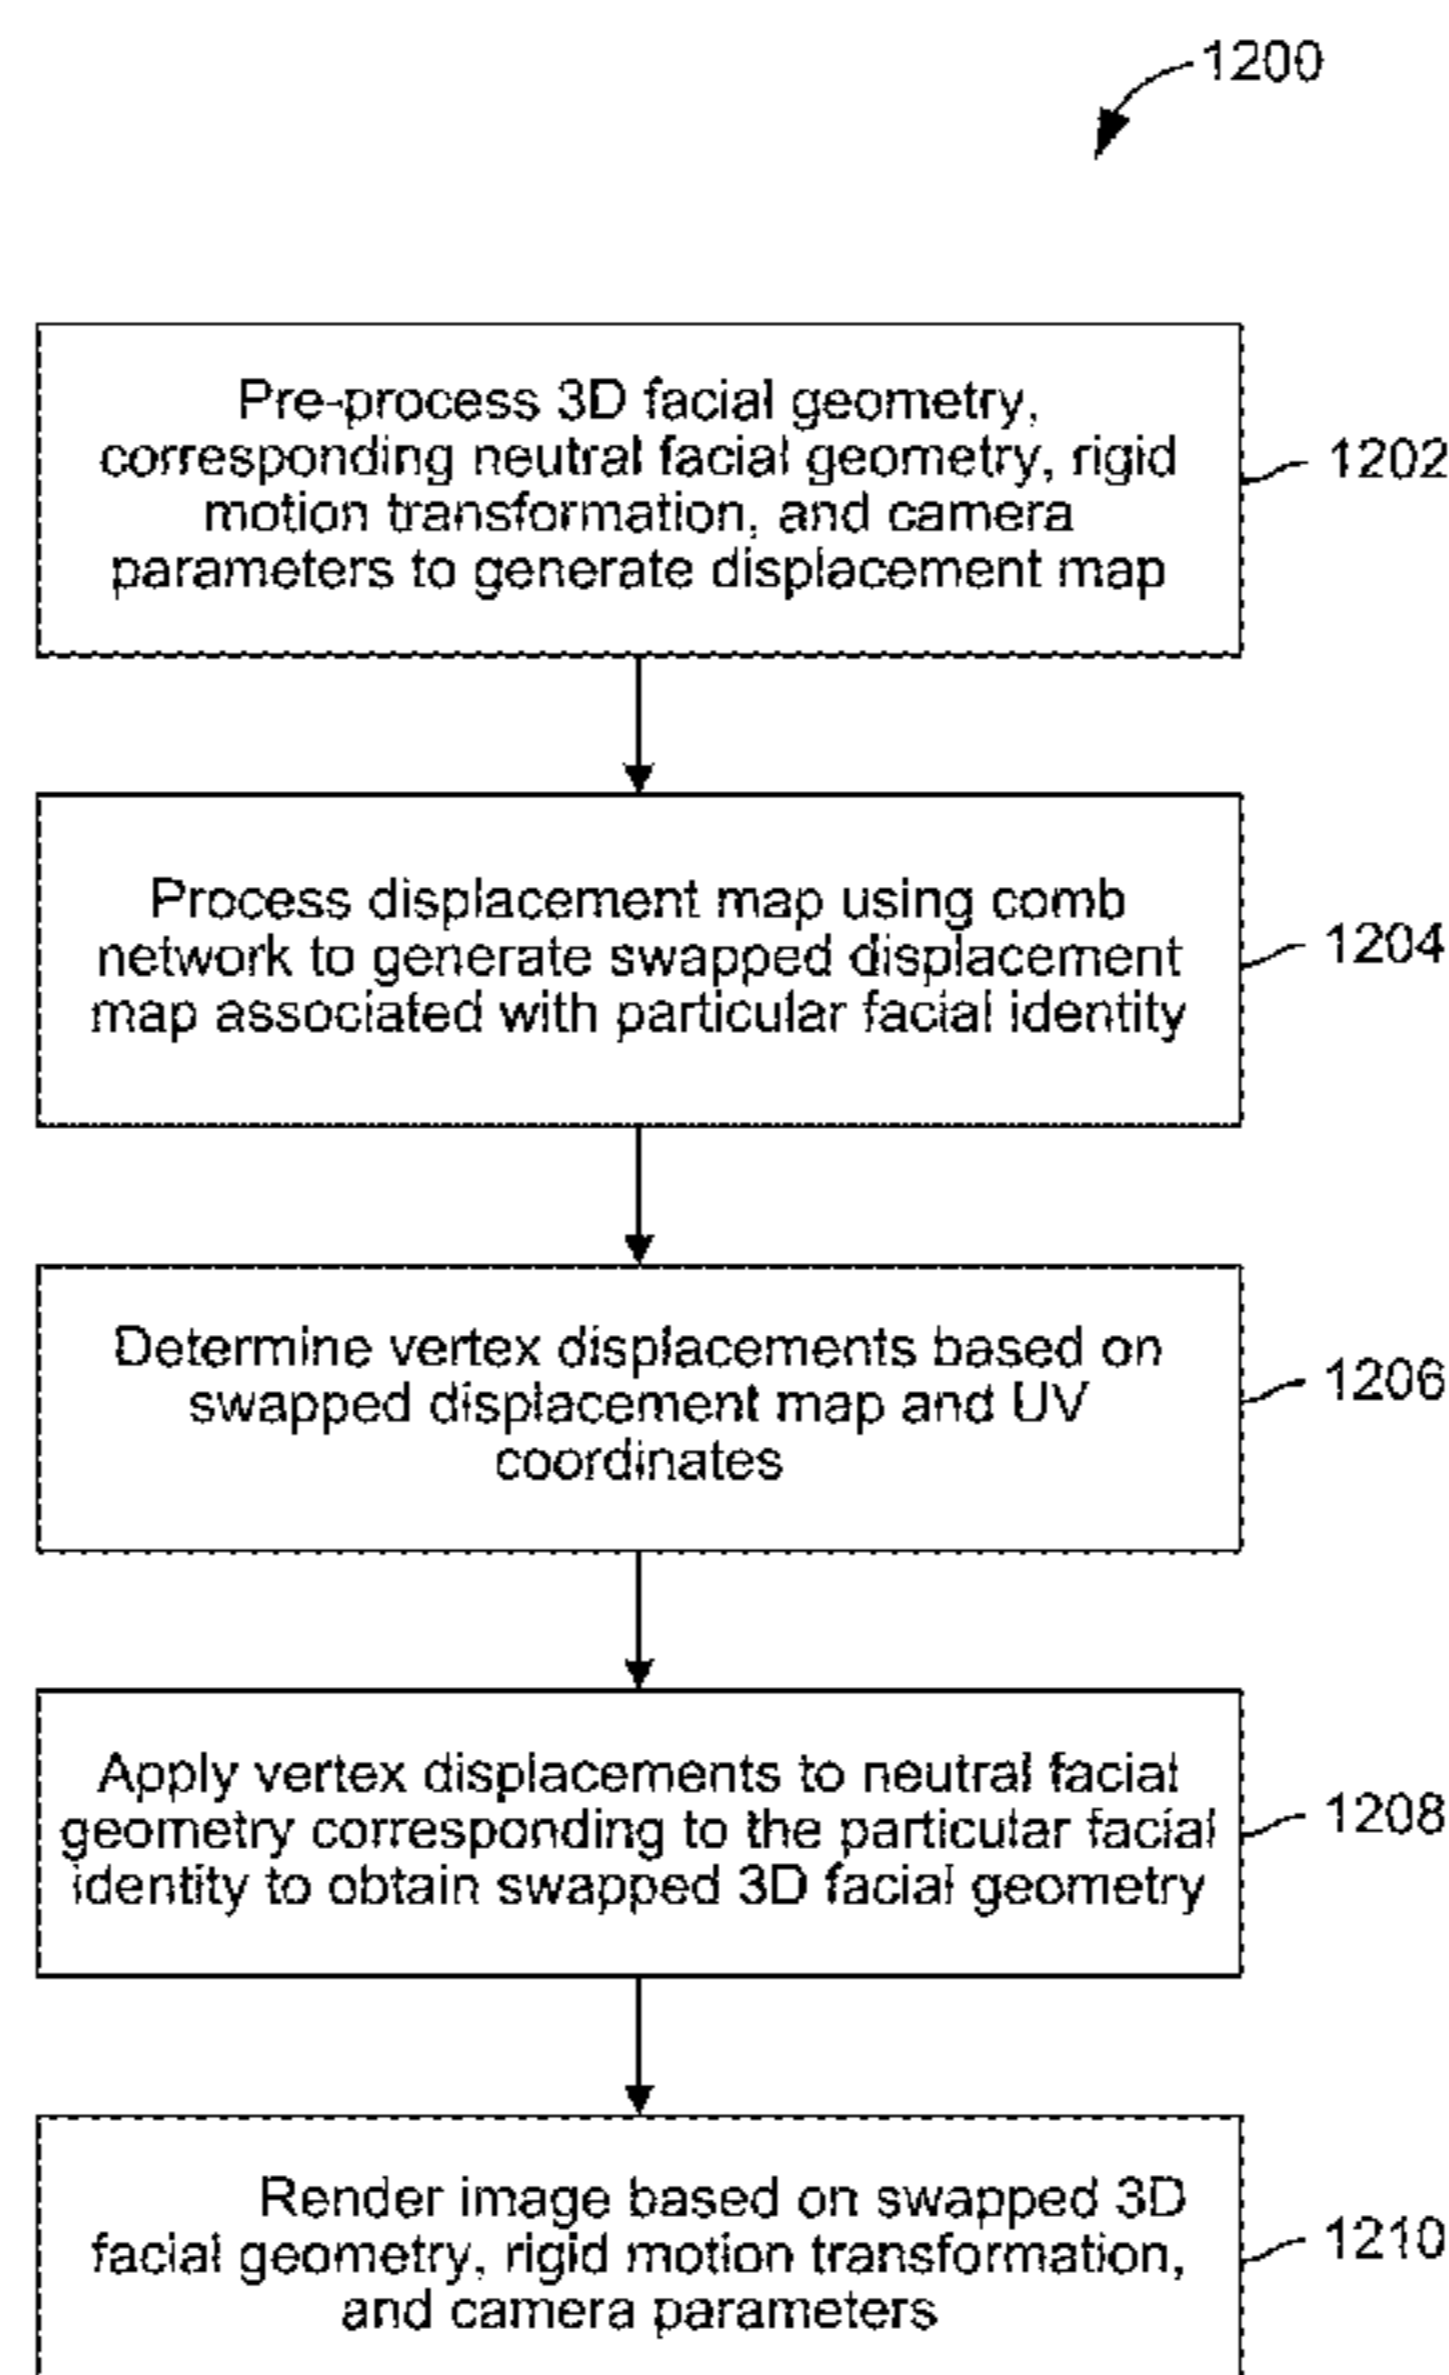 1200
Pre-process 3D facial geometry,
corresponding neutral facial geometry, rigid
motion transformation, and camera
parameters to generate displacement map
1202
Process displacement map using comb
network to generate swapped displacement
map associated with particular facial identity
1204
Determine vertex displacements based on
swapped displacement map and UV
coordinates
1206
Apply vertex displacements to neutral facial
geometry corresponding to the particular facial
identity to obtain swapped 3D facial geometry
1208
Render image based on swapped 3D
facial geometry, rigid motion transformation,
and camera parameters
1210